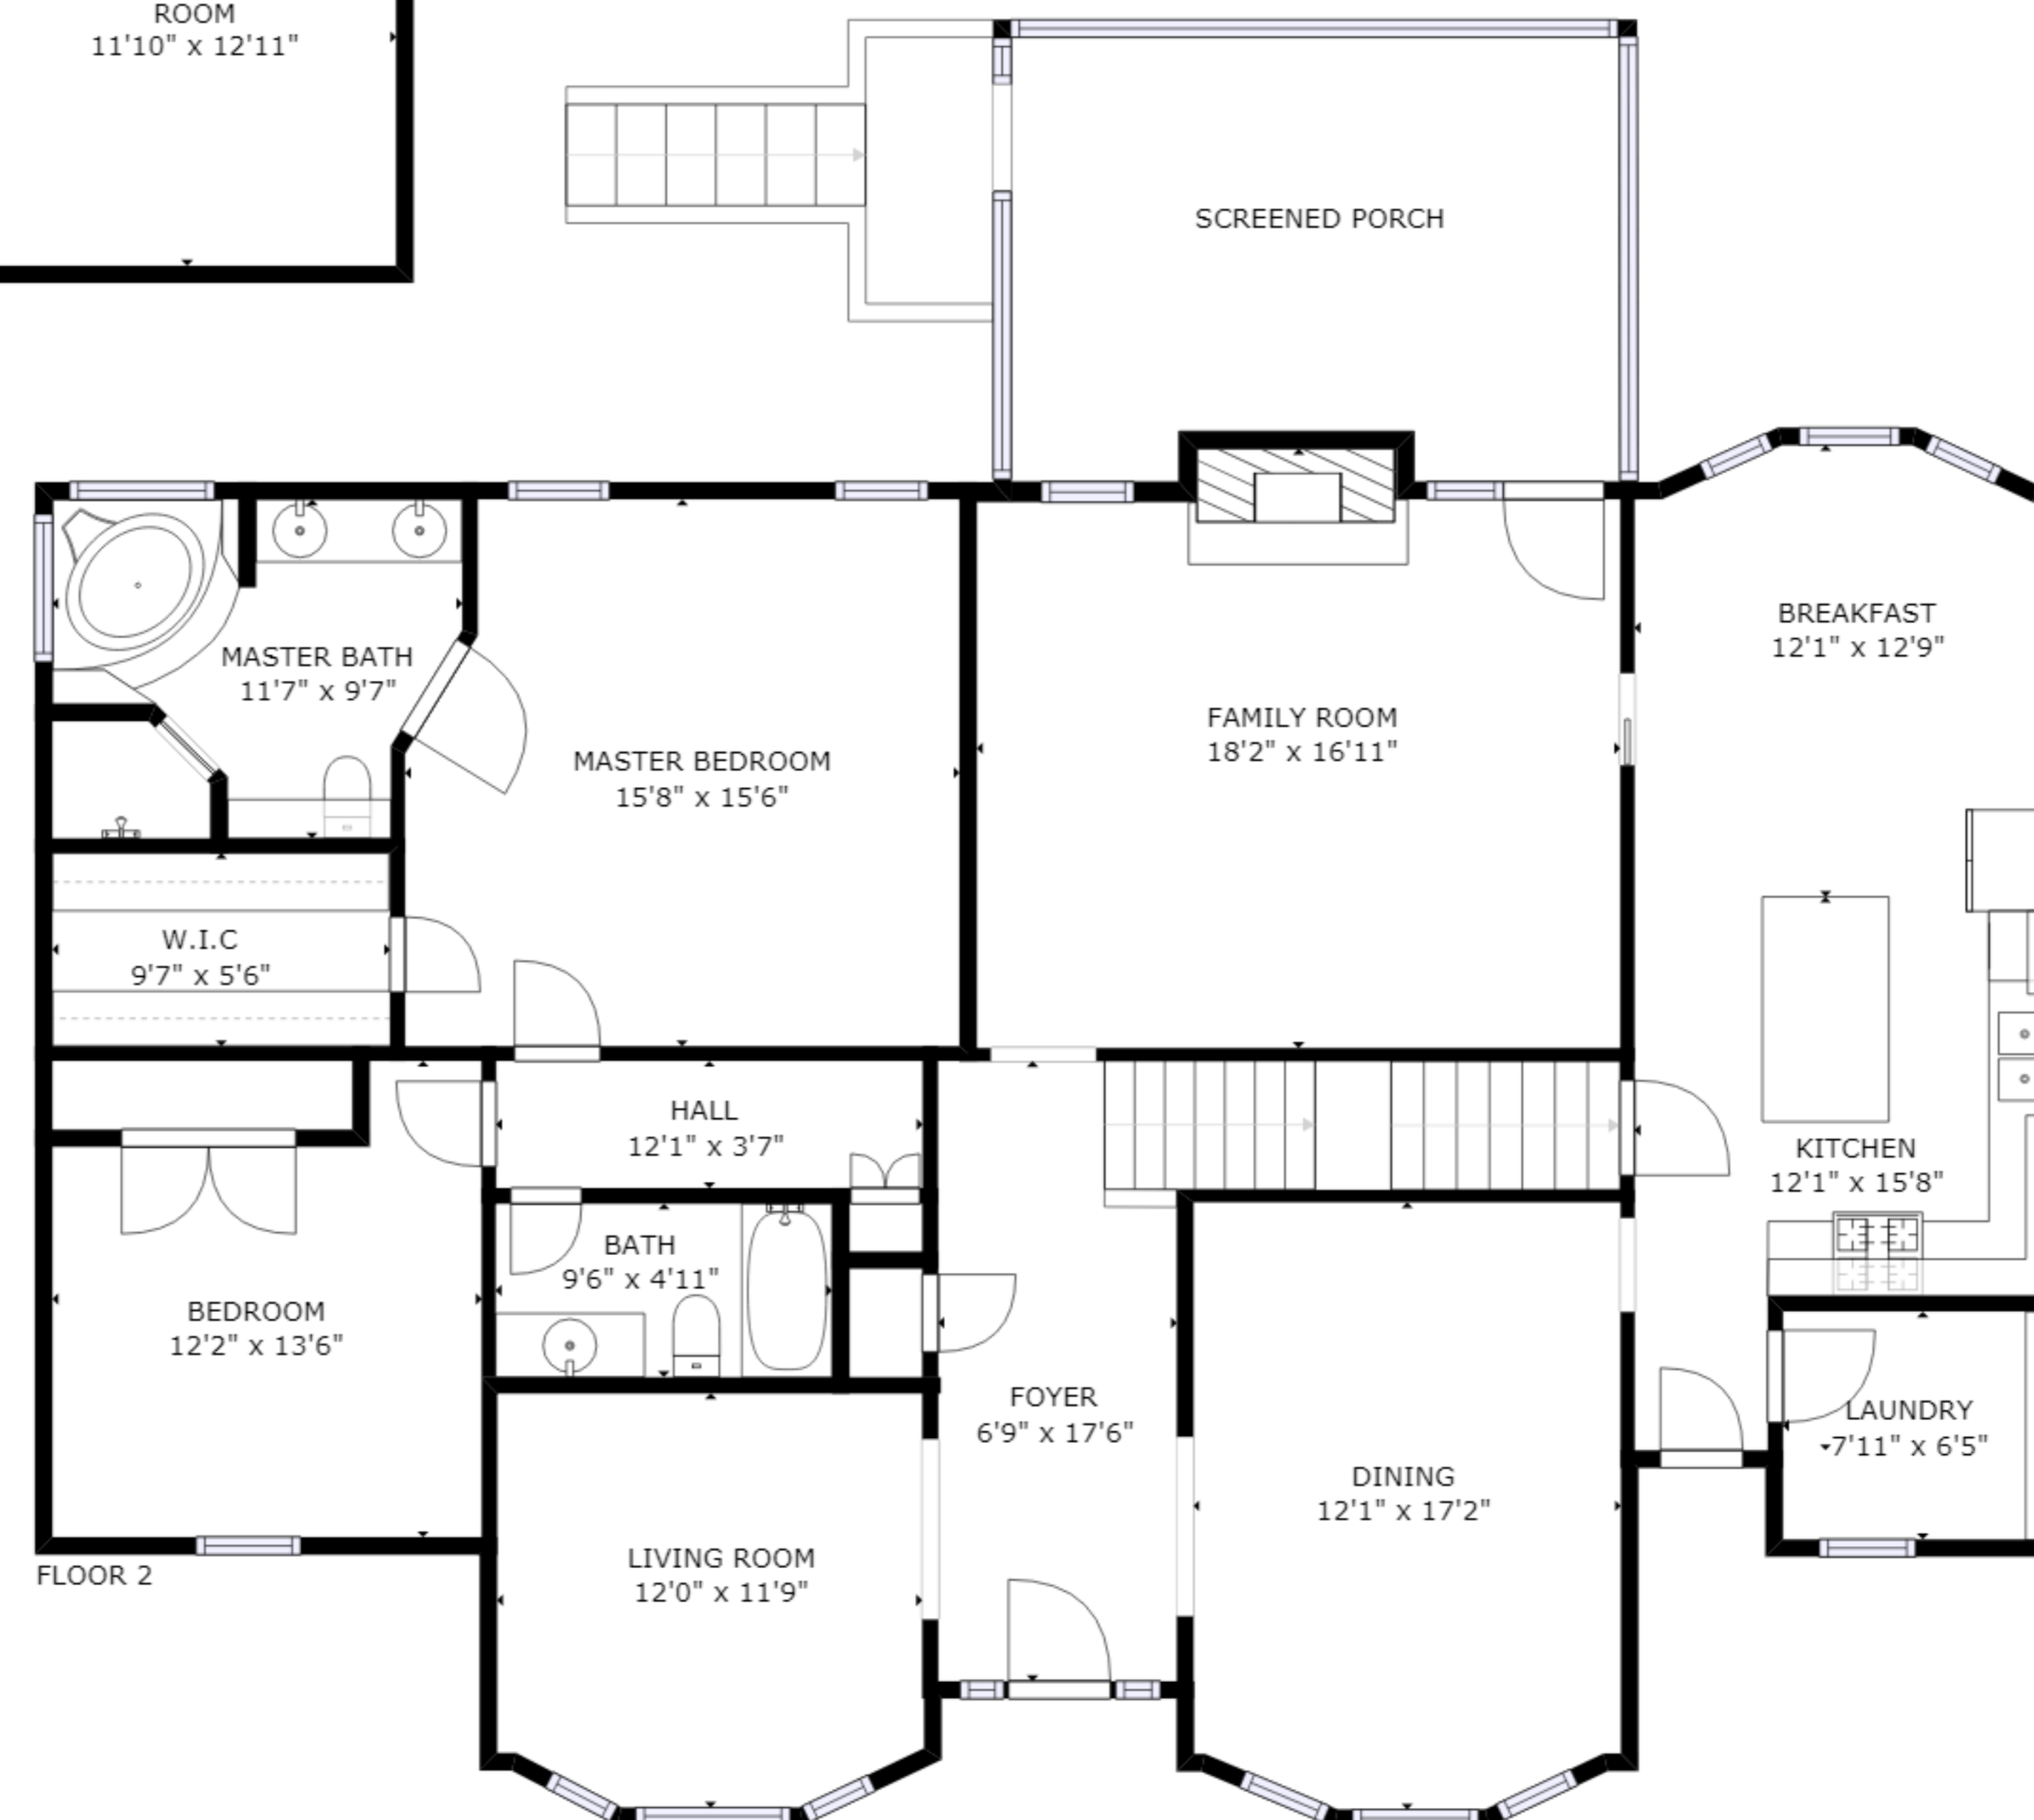 ROOM
11'10" x 12'11"
SCREENED PORCH
BREAKFAST
12'1" x 12'9"
MASTER BATH
11'7" x 9'7"
FAMILY ROOM
18'2" x 16'11"
MASTER BEDROOM
15'8" x 15'6"
W.I.C
9'7" x 5'6"
HALL
12'1" x 3'7"
KITCHEN
12'1" x 15'8"
BATH
9'6" x 4'11"
BEDROOM
12'2" x 13'6"
FOYER
6'9" x 17'6"
LAUNDRY
7'11" x 6'5"
DINING
12'1" x 17'2"
LIVING ROOM
12'0" x 11'9"
FLOOR 2